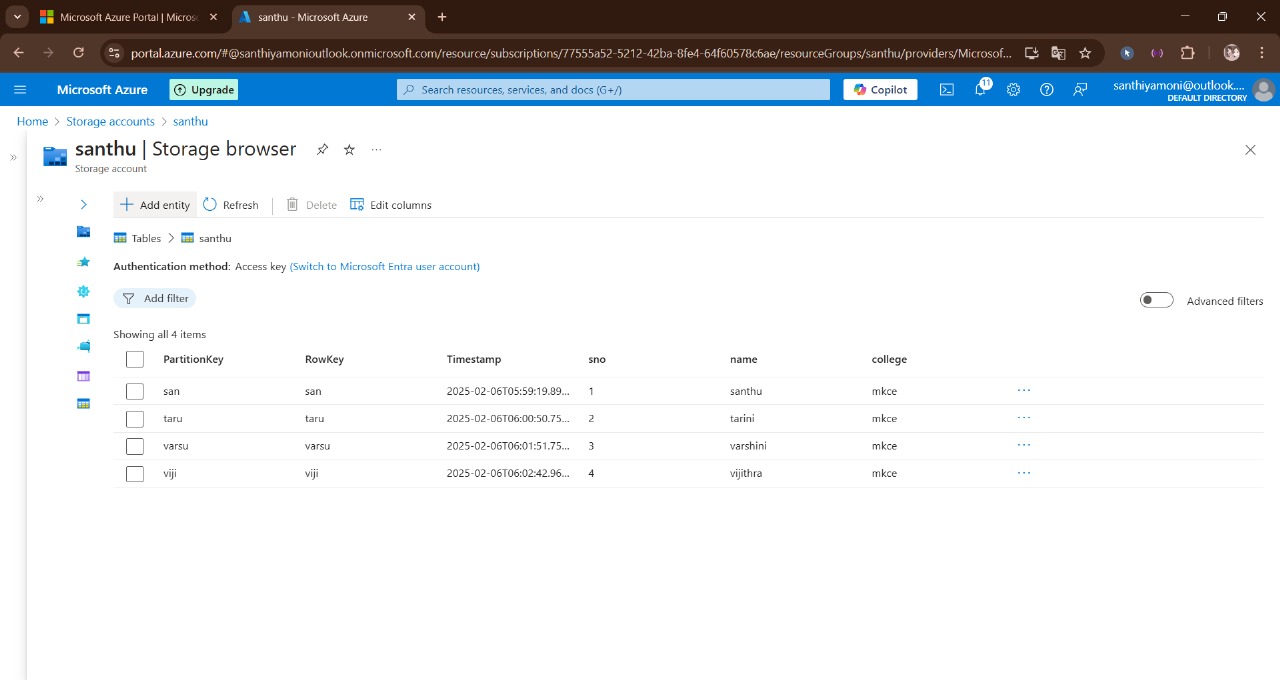 Microsoft Azure Portal | Micros
santhu - Microsoft Azure
portal.azure.com/#@santhiyamonioutlook.onmicrosoft.com/resource/subscriptions/77555a52-5212-42ba-8fe4-64f60578c6ae/resourceGroups/santhu/providers/Microsof...
Microsoft Azure
Upgrade
Search resources, services, and docs (G+/)
Copilot
11
santhiyamoni@outlook....
DEFAULT DIRECTORY
Home > Storage accounts > santhu
santhu | Storage browser
Storage account
Add entity Refresh Delete Edit columns
Tables > santhu
Authentication method: Access key (Switch to Microsoft Entra user account)
Add filter
Advanced filters
Showing all 4 items
PartitionKey RowKey Timestamp sno name college
san san 2025-02-06T05:59:19.89... 1 santhu mkce
taru taru 2025-02-06T06:00:50.75... 2 tarini mkce
varsu varsu 2025-02-06T06:01:51.75... 3 varshini mkce
viji viji 2025-02-06T06:02:42.96... 4 vijithra mkce